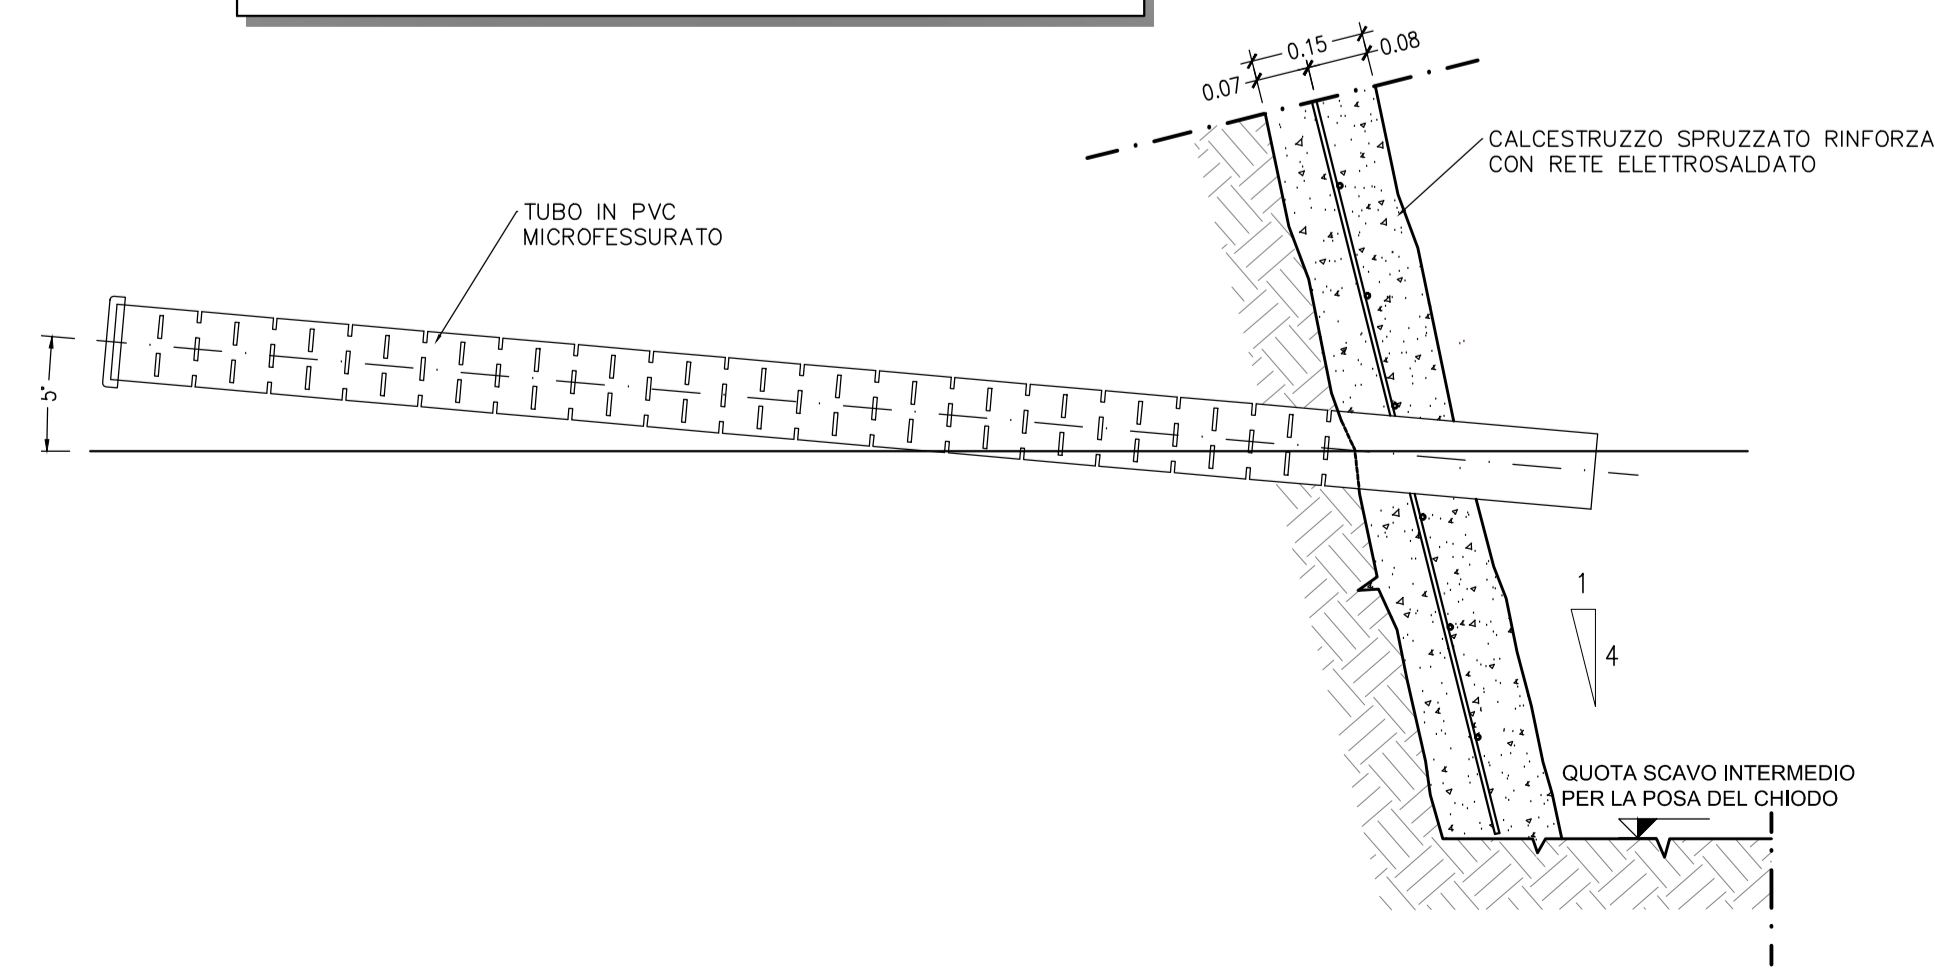 0.15
0.08
0.07
CALCESTRUZZO SPRUZZATO RINFORZA
CON RETE ELETTROSALDATO
TUBO IN PVC
MICROFESSURATO
5°
1
4
QUOTA SCAVO INTERMEDIO
PER LA POSA DEL CHIODO